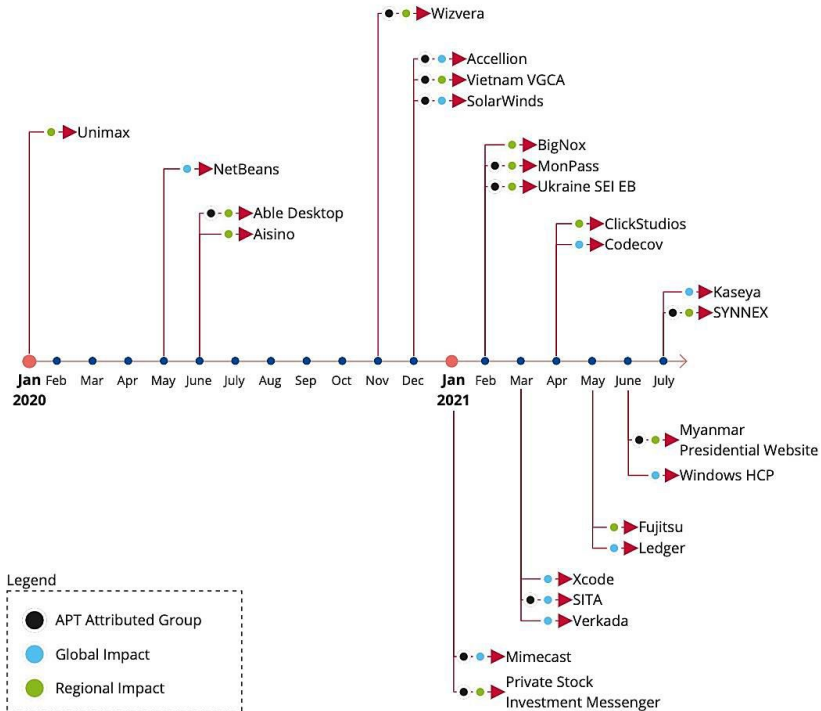 Wizvera
Accellion
Vietnam VGCA
SolarWinds
Unimax
BigNox
NetBeans
MonPass
Ukraine SEI EB
Able Desktop
Aisino
ClickStudios
Codecov
Kaseya
SYNNEX
Jan Feb Mar Apr May June July Aug Sep Oct Nov Dec Jan Feb Mar Apr May June July
2020 2021
Myanmar
Presidential Website
Windows HCP
Fujitsu
Ledger
Xcode
SITA
Verkada
Mimecast
Private Stock
Investment Messenger
Legend
APT Attributed Group
Global Impact
Regional Impact